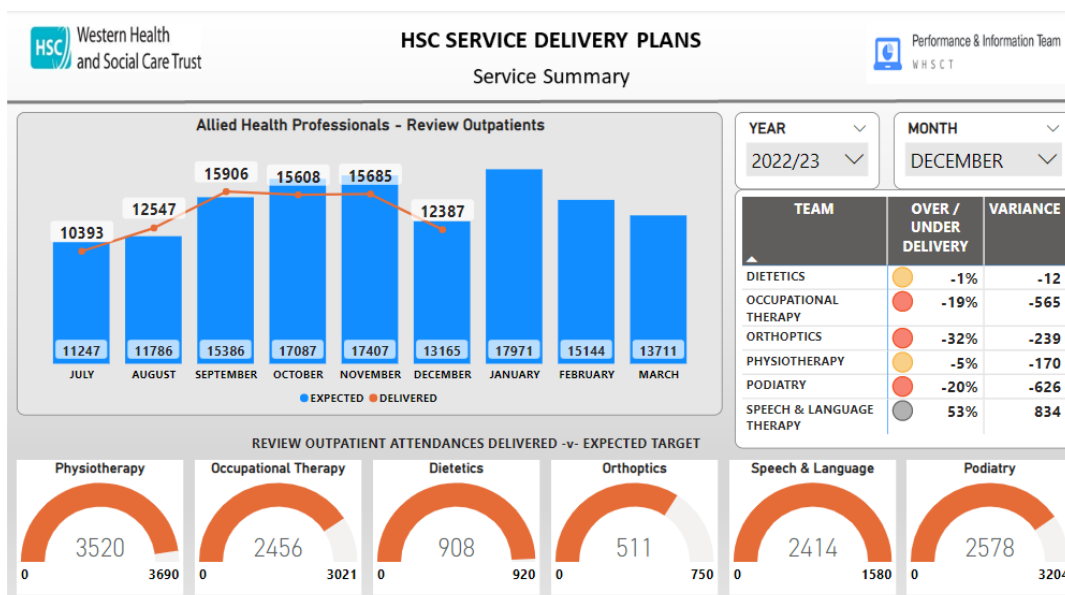 HSC
Western Health
and Social Care Trust
HSC SERVICE DELIVERY PLANS
Service Summary
Performance & Information Team
WHSCT
Allied Health Professionals - Review Outpatients
10393
12547
15906
15608
15685
12387
11247
11786
15386
17087
17407
13165
17971
15144
13711
JULY
AUGUST
SEPTEMBER
OCTOBER
NOVEMBER
DECEMBER
JANUARY
FEBRUARY
MARCH
EXPECTED
DELIVERED
YEAR
2022/23
MONTH
DECEMBER
TEAM
OVER /
UNDER
DELIVERY
VARIANCE
DIETETICS -1% -12
OCCUPATIONAL
THERAPY -19% -565
ORTHOPTICS -32% -239
PHYSIOTHERAPY -5% -170
PODIATRY -20% -626
SPEECH & LANGUAGE
THERAPY 53% 834
REVIEW OUTPATIENT ATTENDANCES DELIVERED -v- EXPECTED TARGET
Physiotherapy
3520
0 3690
Occupational Therapy
2456
0 3021
Dietetics
908
0 920
Orthoptics
511
0 750
Speech & Language
2414
0 1580
Podiatry
2578
0 3204